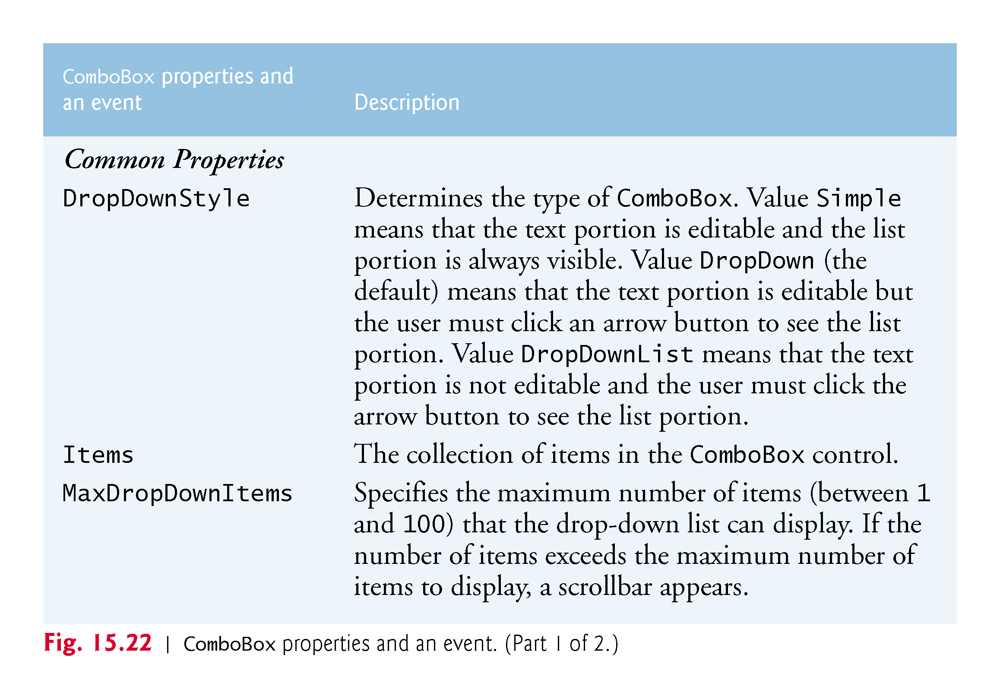 ComboBox properties and
an event
Description
Common Properties
DropDownStyle
Determines the type of ComboBox. Value Simple
means that the text portion is editable and the list
portion is always visible. Value DropDown (the
default) means that the text portion is editable but
the user must click an arrow button to see the list
portion. Value DropDownList means that the text
portion is not editable and the user must click the
arrow button to see the list portion.
Items
The collection of items in the ComboBox control.
MaxDropDownItems
Specifies the maximum number of items (between 1
and 100) that the drop-down list can display. If the
number of items exceeds the maximum number of
items to display, a scrollbar appears.
Fig. 15.22 | ComboBox properties and an event. (Part 1 of 2.)